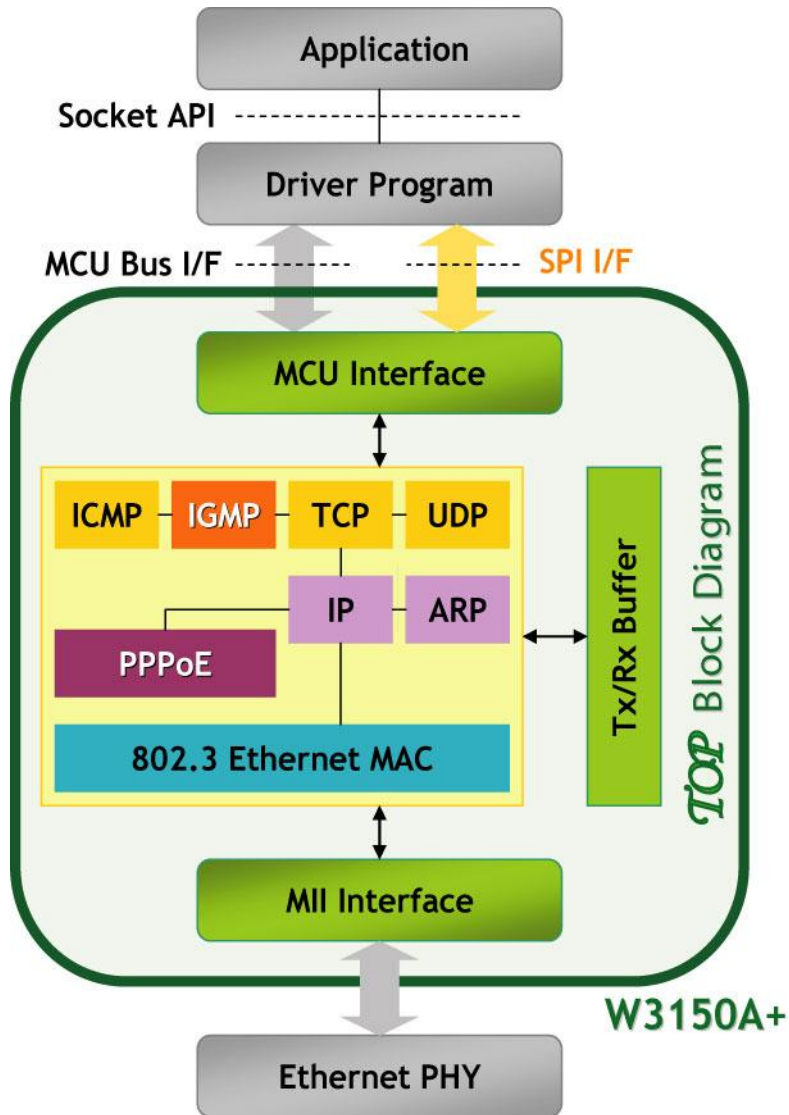 Application
Socket API
Driver Program
MCU Bus I/F
SPI I/F
MCU Interface
ICMP
IGMP
TCP
UDP
IP
ARP
PPPoE
802.3 Ethernet MAC
Tx/Rx Buffer
TOP Block Diagram
MII Interface
W3150A+
Ethernet PHY